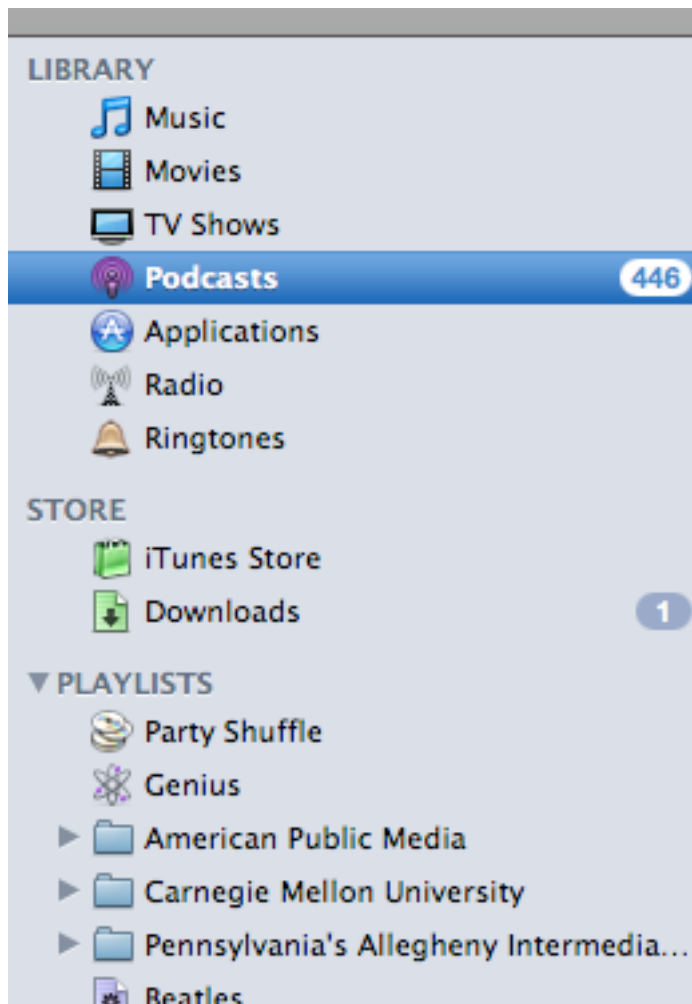 LIBRARY
Music
Movies
TV Shows
Podcasts 446
Applications
Radio
Ringtones
STORE
iTunes Store
Downloads 1
PLAYLISTS
Party Shuffle
Genius
American Public Media
Carnegie Mellon University
Pennsylvania's Allegheny Intermedia...
Beatles